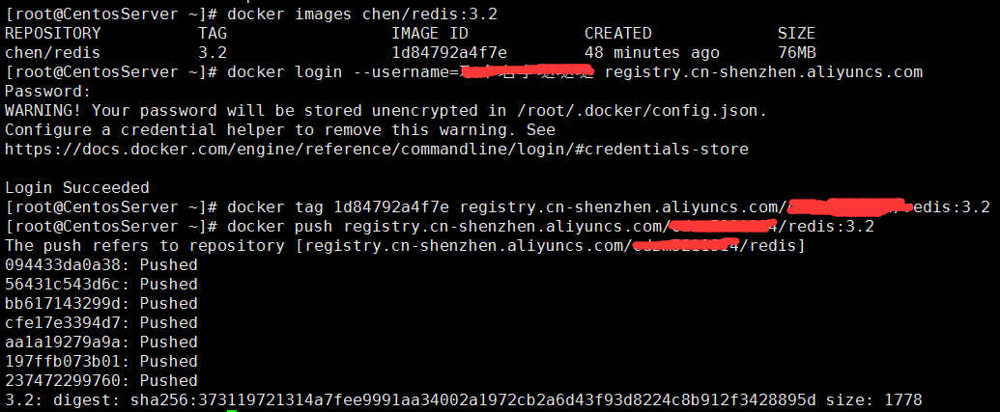 [root@CentosServer ~]# docker images chen/redis:3.2
REPOSITORY TAG IMAGE ID CREATED SIZE
chen/redis 3.2 1d84792a4f7e 48 minutes ago 76MB
[root@CentosServer ~]# docker login --username= registry.cn-shenzhen.aliyuncs.com
Password:
WARNING! Your password will be stored unencrypted in /root/.docker/config.json.
Configure a credential helper to remove this warning. See
https://docs.docker.com/engine/reference/commandline/login/#credentials-store
Login Succeeded
[root@CentosServer ~]# docker tag 1d84792a4f7e registry.cn-shenzhen.aliyuncs.com/ edis:3.2
[root@CentosServer ~]# docker push registry.cn-shenzhen.aliyuncs.com/ /redis:3.2
The push refers to repository [registry.cn-shenzhen.aliyuncs.com/ /redis]
094433da0a38: Pushed
56431c543d6c: Pushed
bb617143299d: Pushed
cfe17e3394d7: Pushed
aa1a19279a9a: Pushed
197ffb073b01: Pushed
237472299760: Pushed
3.2: digest: sha256:373119721314a7fee9991aa34002a1972cb2a6d43f93d8224c8b912f3428895d size: 1778